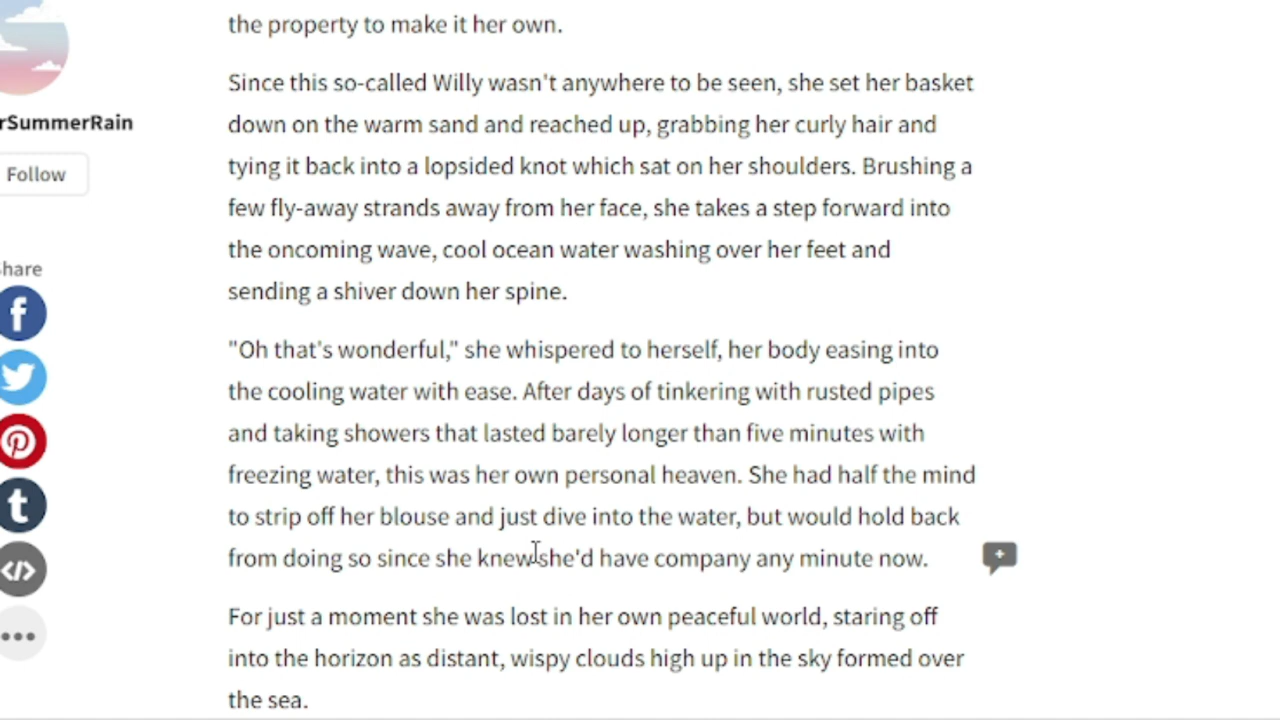 the property to make it her own.
Since this so-called Willy wasn't anywhere to be seen, she set her basket
down on the warm sand and reached up, grabbing her curly hair and
tying it back into a lopsided knot which sat on her shoulders. Brushing a
few fly-away strands away from her face, she takes a step forward into
the oncoming wave, cool ocean water washing over her feet and
sending a shiver down her spine.
"Oh that's wonderful," she whispered to herself, her body easing into
the cooling water with ease. After days of tinkering with rusted pipes
and taking showers that lasted barely longer than five minutes with
freezing water, this was her own personal heaven. She had half the mind
to strip off her blouse and just dive into the water, but would hold back
from doing so since she knew she'd have company any minute now.
For just a moment she was lost in her own peaceful world, staring off
into the horizon as distant, wispy clouds high up in the sky formed over
the sea.
rSummerRain
Follow
Share